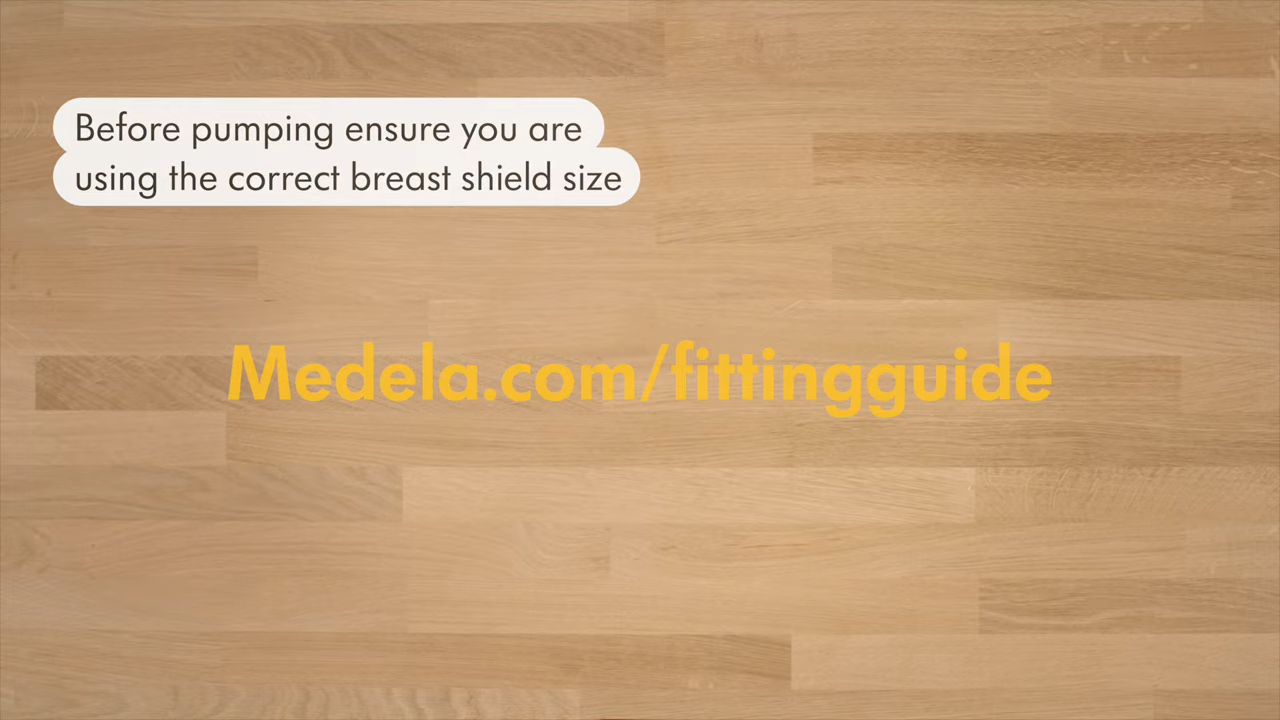 Before pumping ensure you are
using the correct breast shield size
Medela.com/fittingguide